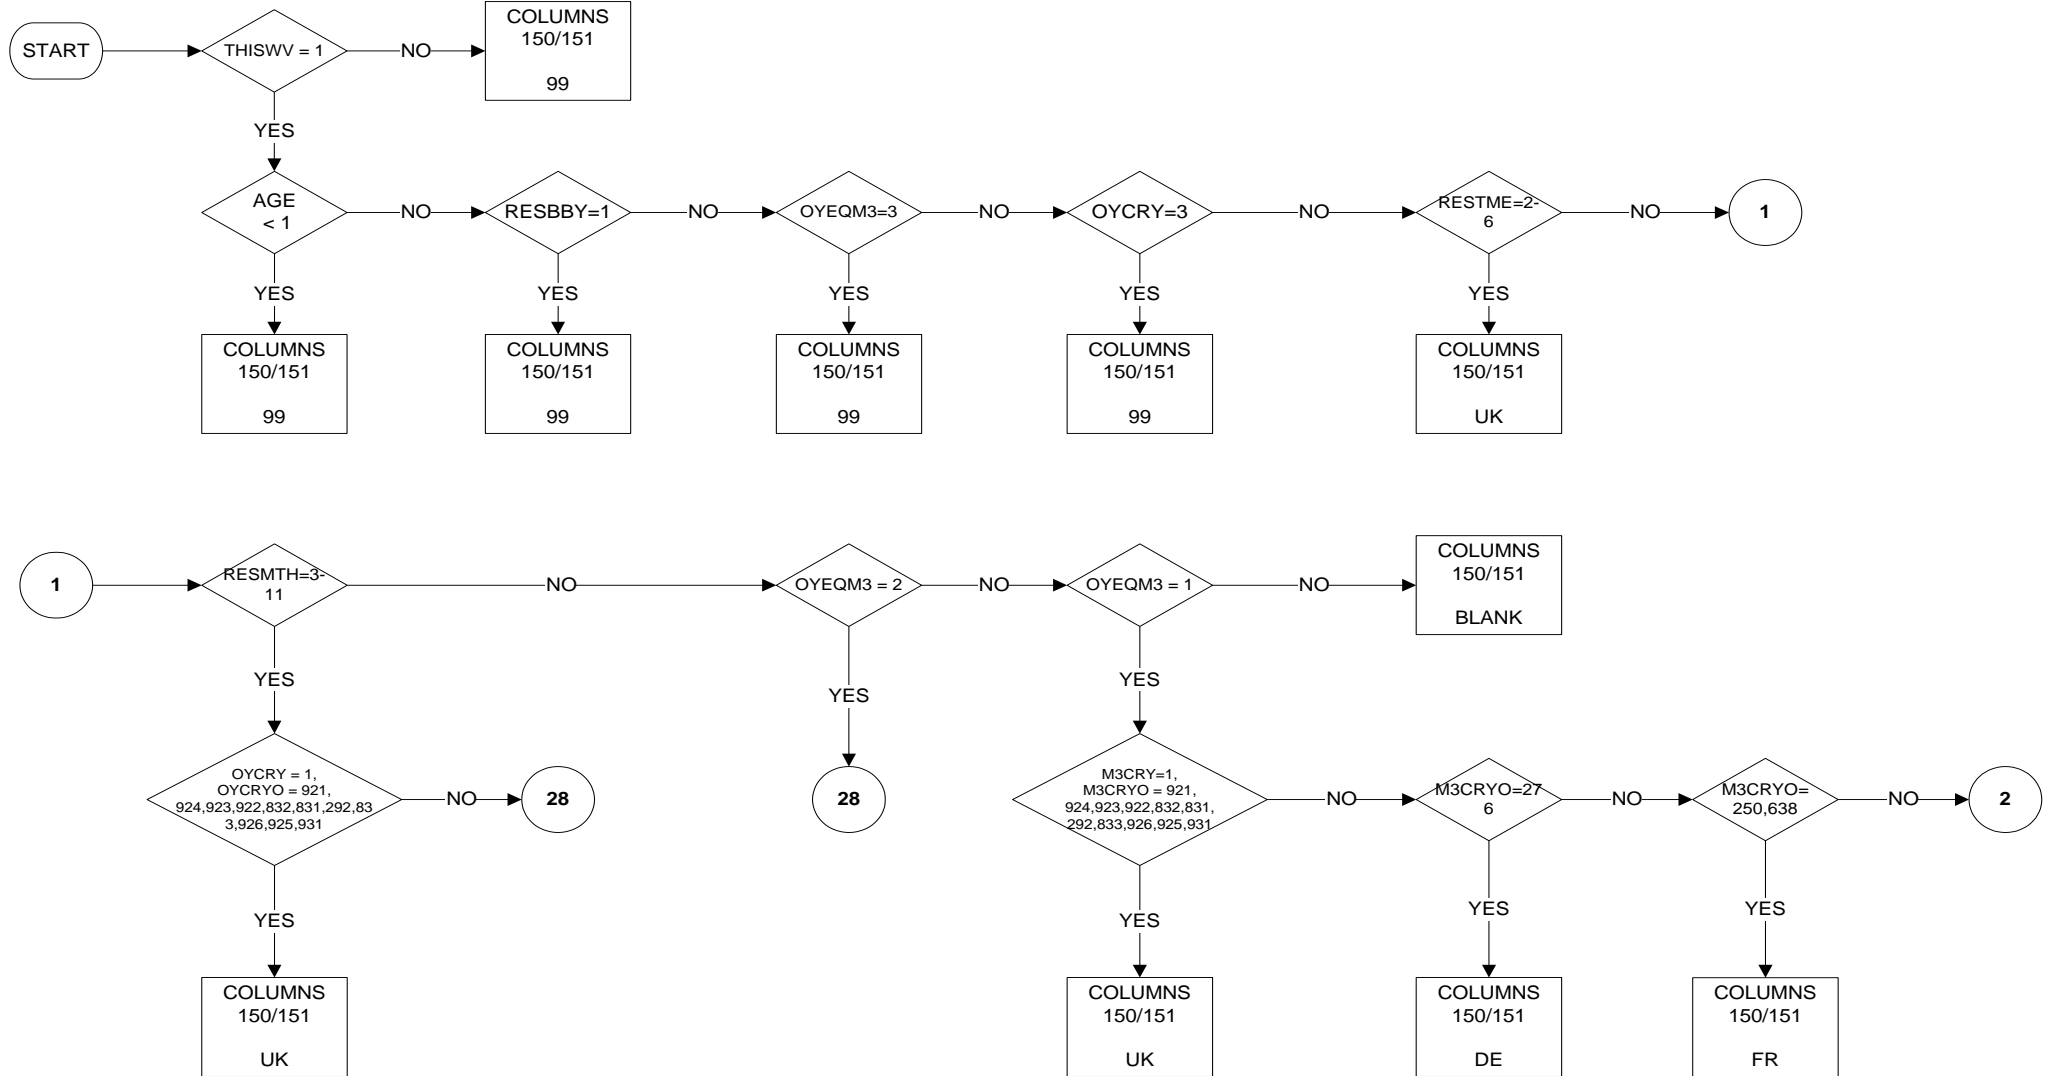 START
THISWV = 1
NO
COLUMNS
150/151
99
YES
AGE
< 1
NO
RESBBY=1
NO
OYEQM3=3
NO
OYCRY=3
NO
RESTME=2-
6
NO
1
YES
YES
YES
YES
YES
COLUMNS
150/151
99
COLUMNS
150/151
99
COLUMNS
150/151
99
COLUMNS
150/151
99
COLUMNS
150/151
UK
1
RESMTH=3-
11
NO
OYEQM3 = 2
NO
OYEQM3 = 1
NO
COLUMNS
150/151
BLANK
YES
YES
YES
OYCRY = 1,
OYCRYO = 921,
924,923,922,832,831,292,83
3,926,925,931
NO
28
28
M3CRY=1,
M3CRYO = 921,
924,923,922,832,831,
292,833,926,925,931
NO
M3CRYO=27
6
NO
M3CRYO=
250,638
NO
2
YES
YES
YES
YES
COLUMNS
150/151
UK
COLUMNS
150/151
UK
COLUMNS
150/151
DE
COLUMNS
150/151
FR